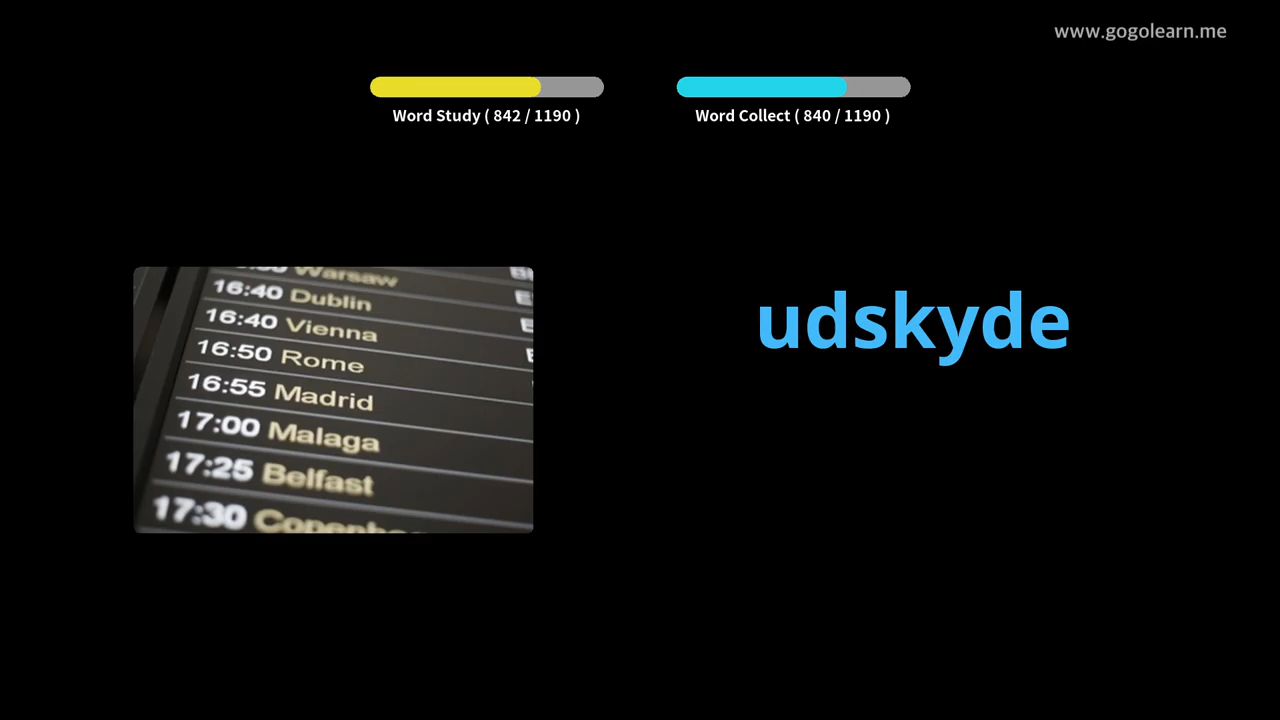 www.gogolearn.me
Word Study ( 842 / 1190 )
Word Collect ( 840 / 1190 )
Warsaw
16:40 Dublin
16:40 Vienna
16:50 Rome
16:55 Madrid
17:00 Malaga
17:25 Belfast
17:30
udskyde